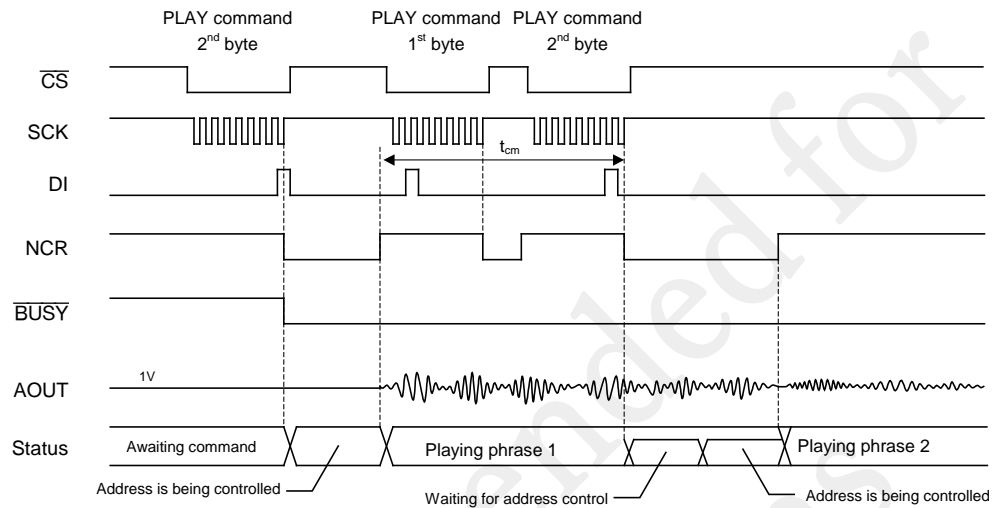 PLAY command PLAY command PLAY command
2nd byte 1st byte 2nd byte
CS
SCK
tcm
DI
NCR
BUSY
1V
AOUT
Status Awaiting command Playing phrase 1 Playing phrase 2
Address is being controlled Waiting for address control Address is being controlled
ended for